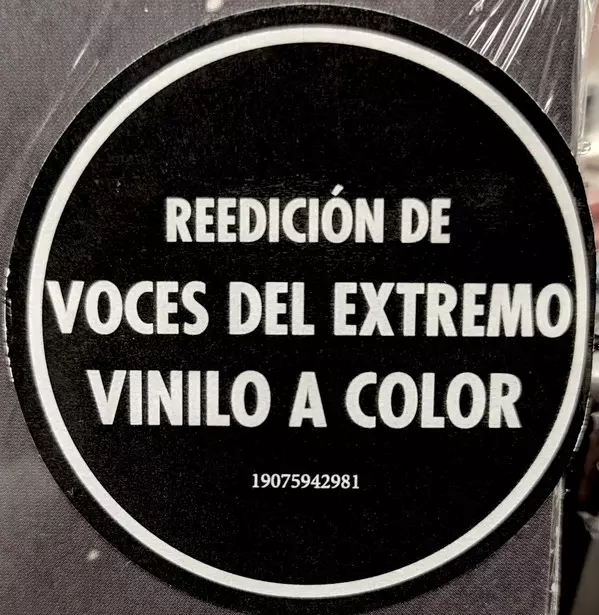 REEDICIÓN DE
VOCES DEL EXTREMO
VINILO A COLOR
19075942981